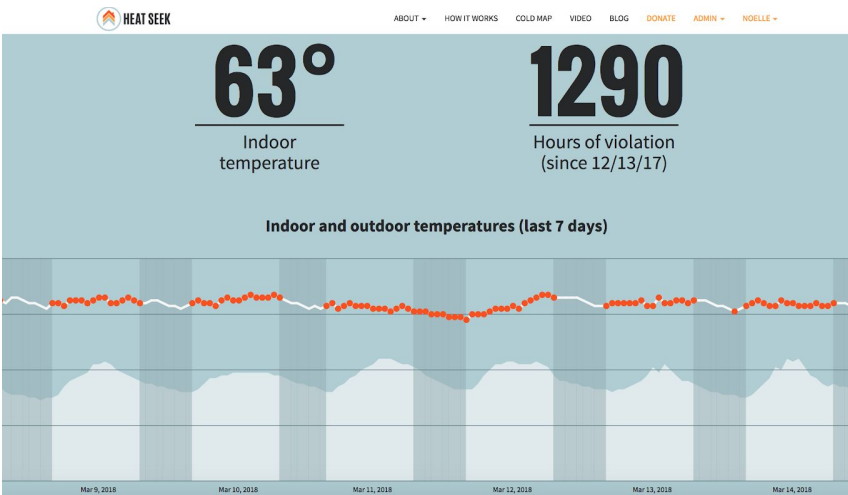 HEAT SEEK ABOUT HOW IT WORKS COLD MAP VIDEO BLOG DONATE ADMIN NOELLE
63° 1290
Indoor Hours of violation
temperature (since 12/13/17)
Indoor and outdoor temperatures (last 7 days)
Mar 9, 2018 Mar 10, 2018 Mar 11, 2018 Mar 12, 2018 Mar 13, 2018 Mar 14, 2018